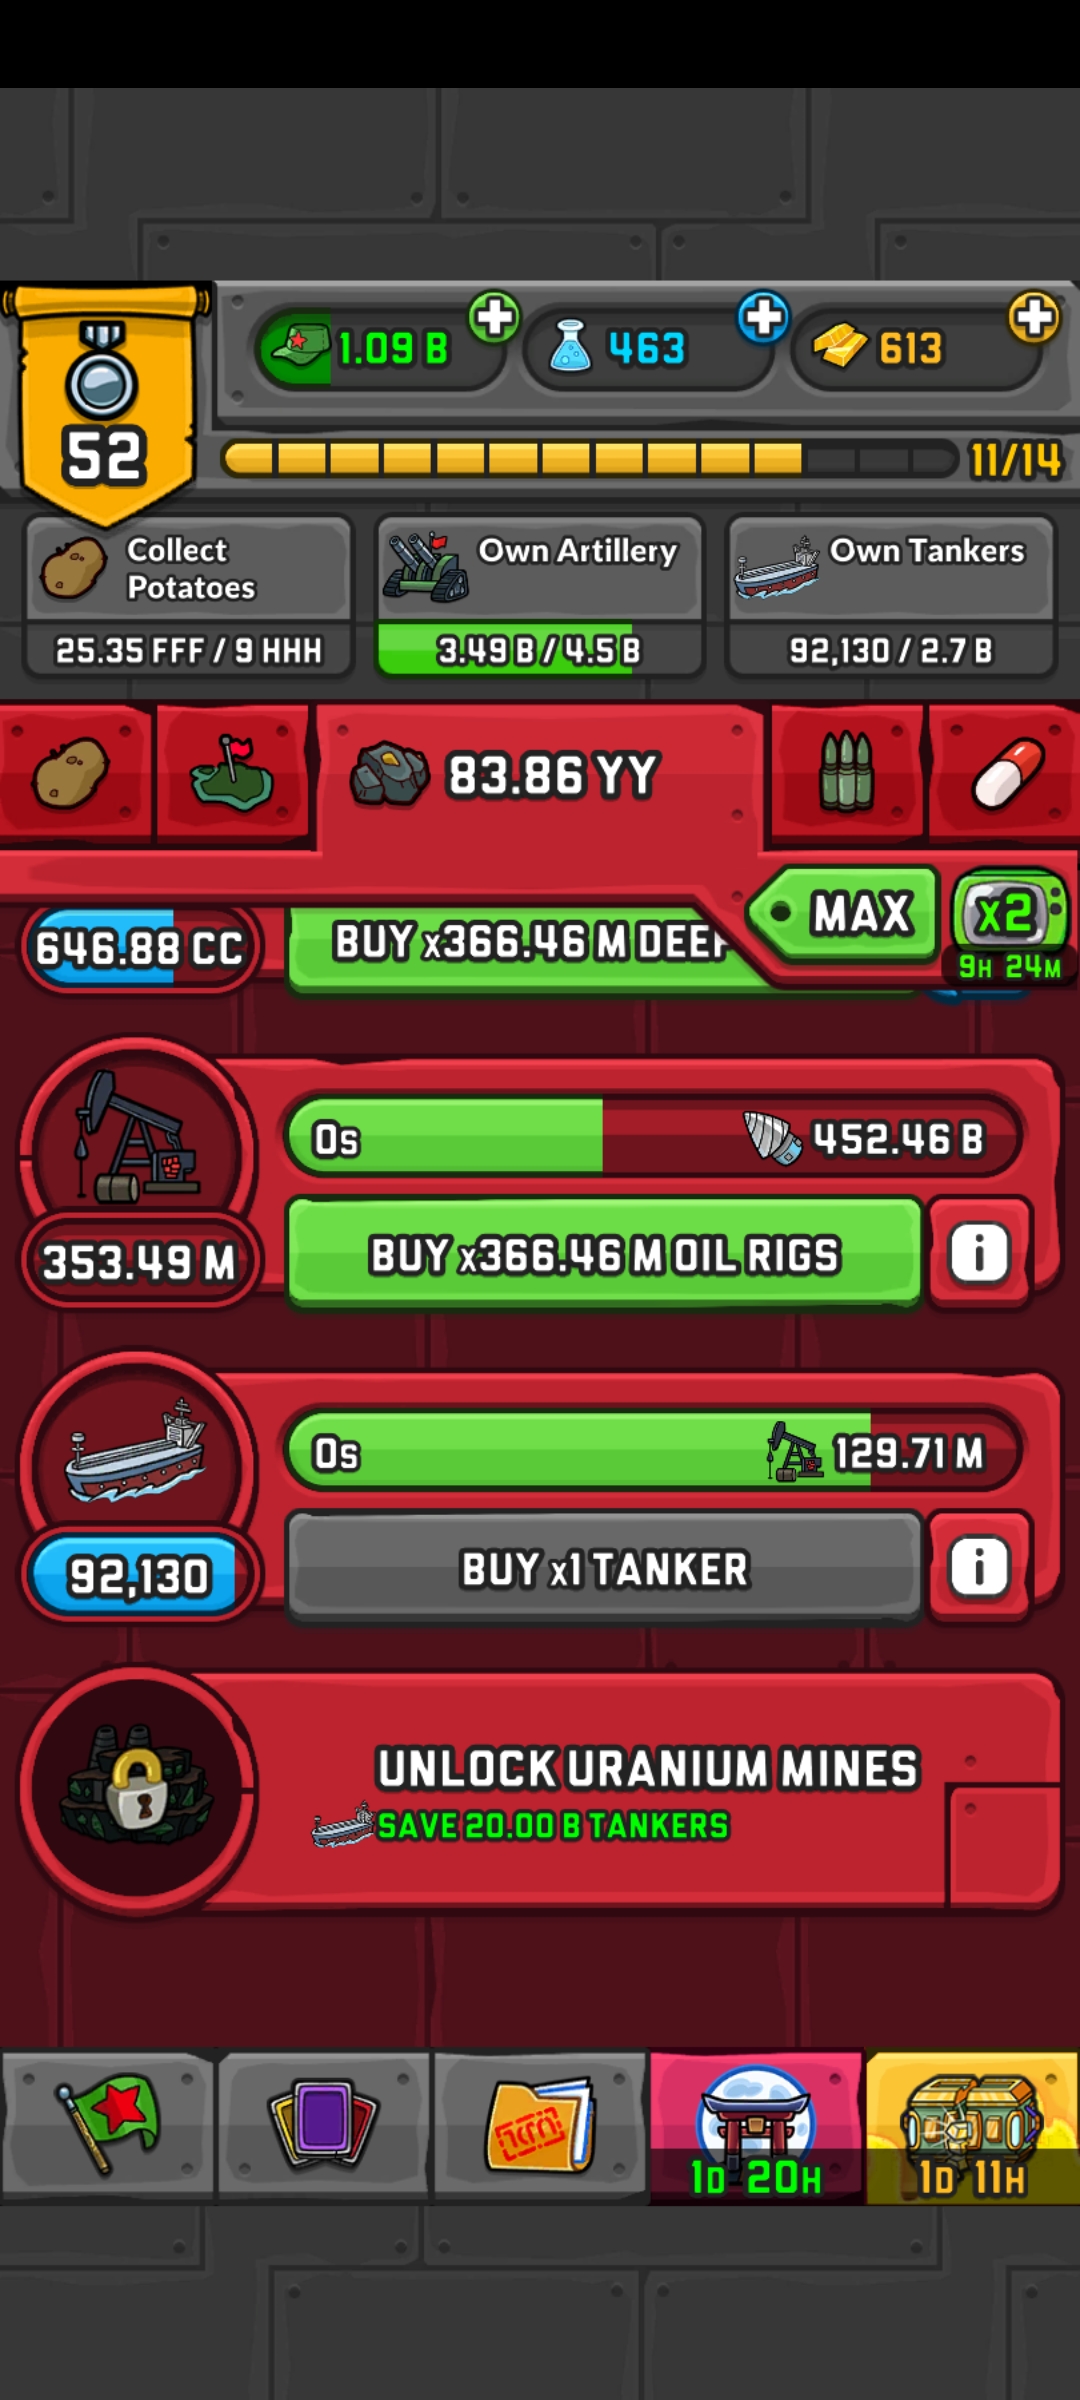 1.09 B
463
613
52
11/14
Collect
Potatoes
Own Artillery
Own Tankers
25.35 FFF / 9 HHH
3.49 B / 4.5 B
92,130 / 2.7 B
83.86 YY
MAX
x2
9H 24M
646.88 CC
BUY x366.46 M DEEP
0s
452.46 B
353.49 M
BUY x366.46 M OIL RIGS
i
0s
129.71 M
92,130
BUY x1 TANKER
i
UNLOCK URANIUM MINES
SAVE 20.00 B TANKERS
1D 20H
1D 11H